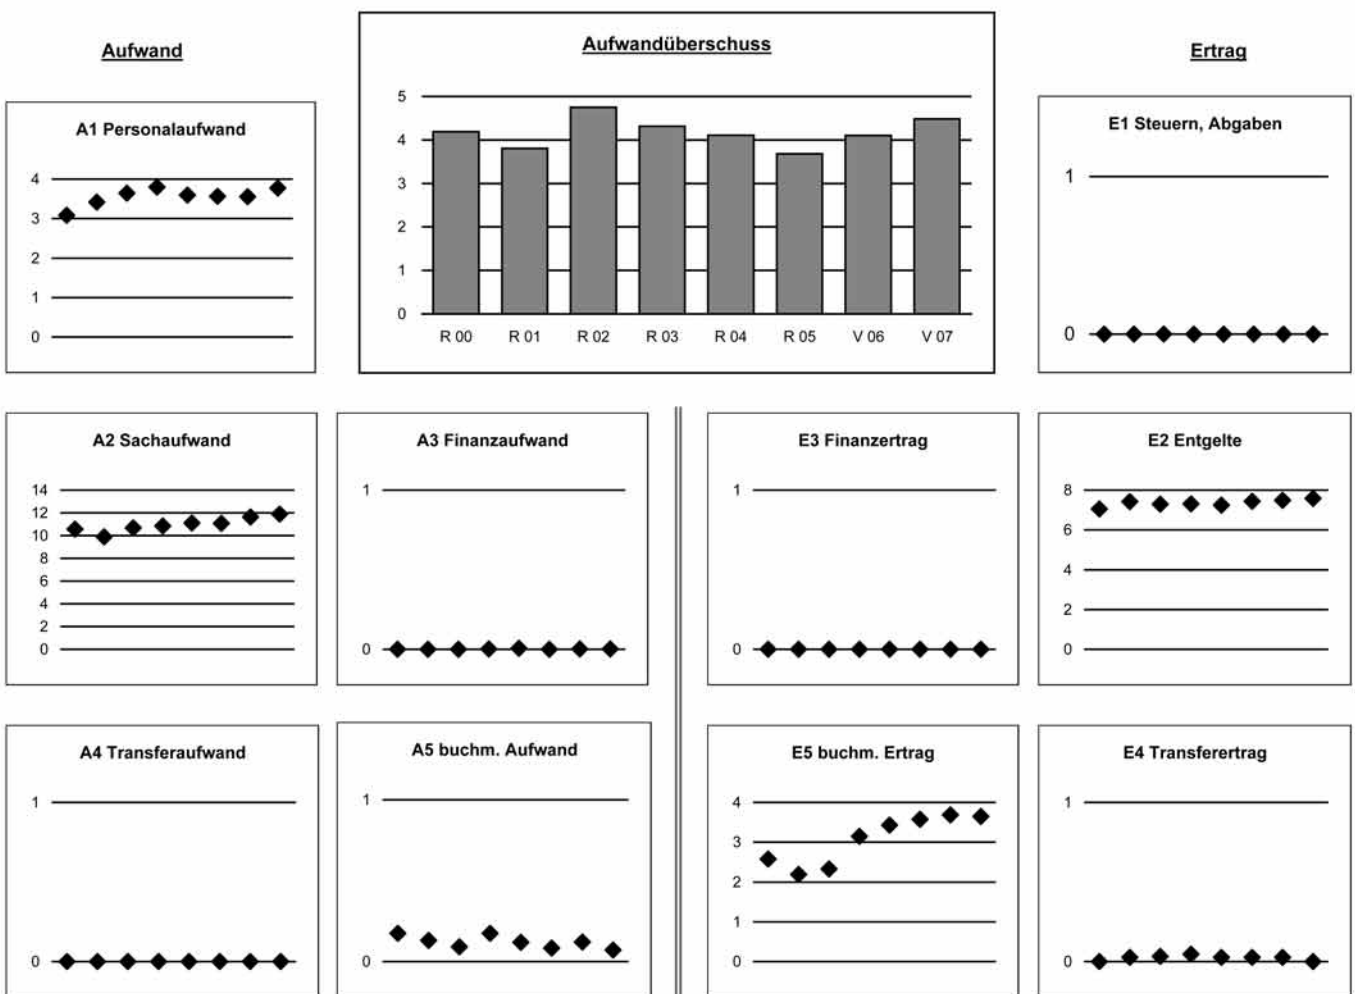 Aufwand
Aufwandüberschuss
Ertrag
A1 Personalaufwand
4
3
2
1
0
5
4
3
2
1
0
R 00 R 01 R 02 R 03 R 04 R 05 V 06 V 07
E1 Steuern, Abgaben
1
0
A2 Sachaufwand
14
12
10
8
6
4
2
0
A3 Finanzaufwand
1
0
E3 Finanzertrag
1
0
E2 Entgelte
8
6
4
2
0
A4 Transferaufwand
1
0
A5 buchm. Aufwand
1
0
E5 buchm. Ertrag
4
3
2
1
0
E4 Transferertrag
1
0